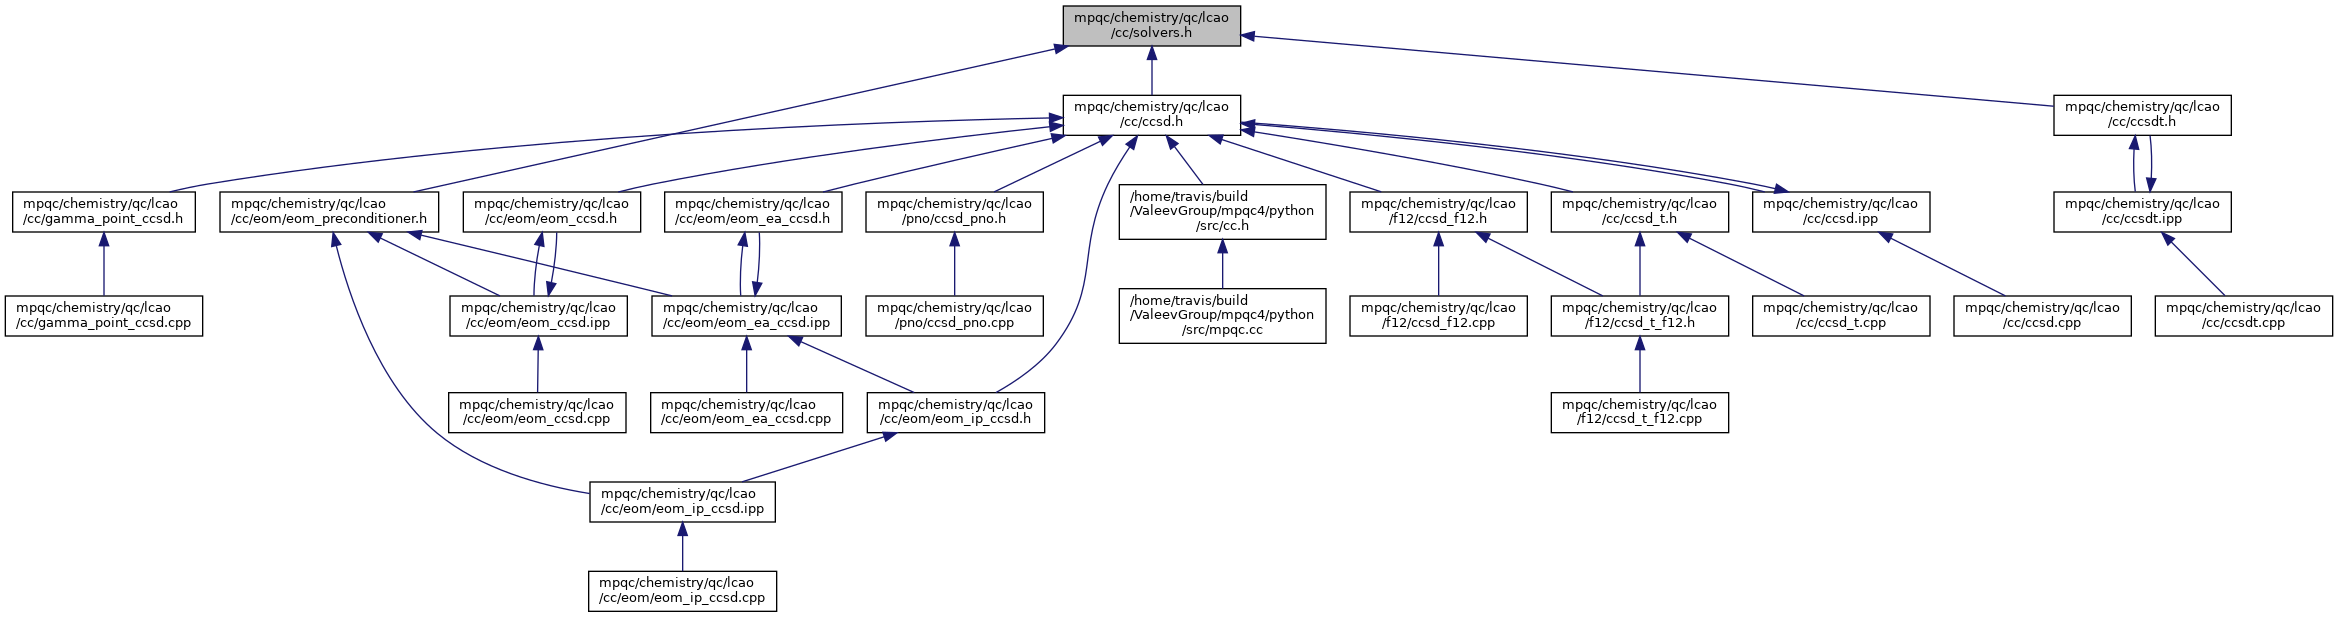 mpqc/chemistry/qc/lcao
/cc/solvers.h
mpqc/chemistry/qc/lcao
/cc/ccsd.h
mpqc/chemistry/qc/lcao
/cc/ccsdt.h
mpqc/chemistry/qc/lcao
/cc/gamma_point_ccsd.h
mpqc/chemistry/qc/lcao
/cc/eom/eom_preconditioner.h
mpqc/chemistry/qc/lcao
/cc/eom/eom_ccsd.h
mpqc/chemistry/qc/lcao
/cc/eom/eom_ea_ccsd.h
mpqc/chemistry/qc/lcao
/pno/ccsd_pno.h
/home/travis/build
/ValeevGroup/mpqc4/python
/src/cc.h
mpqc/chemistry/qc/lcao
/f12/ccsd_f12.h
mpqc/chemistry/qc/lcao
/cc/ccsd_t.h
mpqc/chemistry/qc/lcao
/cc/ccsd.ipp
mpqc/chemistry/qc/lcao
/cc/ccsdt.ipp
mpqc/chemistry/qc/lcao
/cc/gamma_point_ccsd.cpp
mpqc/chemistry/qc/lcao
/cc/eom/eom_ccsd.ipp
mpqc/chemistry/qc/lcao
/cc/eom/eom_ea_ccsd.ipp
mpqc/chemistry/qc/lcao
/pno/ccsd_pno.cpp
/home/travis/build
/ValeevGroup/mpqc4/python
/src/mpqc.cc
mpqc/chemistry/qc/lcao
/f12/ccsd_f12.cpp
mpqc/chemistry/qc/lcao
/f12/ccsd_t_f12.h
mpqc/chemistry/qc/lcao
/cc/ccsd_t.cpp
mpqc/chemistry/qc/lcao
/cc/ccsd.cpp
mpqc/chemistry/qc/lcao
/cc/ccsdt.cpp
mpqc/chemistry/qc/lcao
/cc/eom/eom_ccsd.cpp
mpqc/chemistry/qc/lcao
/cc/eom/eom_ea_ccsd.cpp
mpqc/chemistry/qc/lcao
/cc/eom/eom_ip_ccsd.h
mpqc/chemistry/qc/lcao
/f12/ccsd_t_f12.cpp
mpqc/chemistry/qc/lcao
/cc/eom/eom_ip_ccsd.ipp
mpqc/chemistry/qc/lcao
/cc/eom/eom_ip_ccsd.cpp